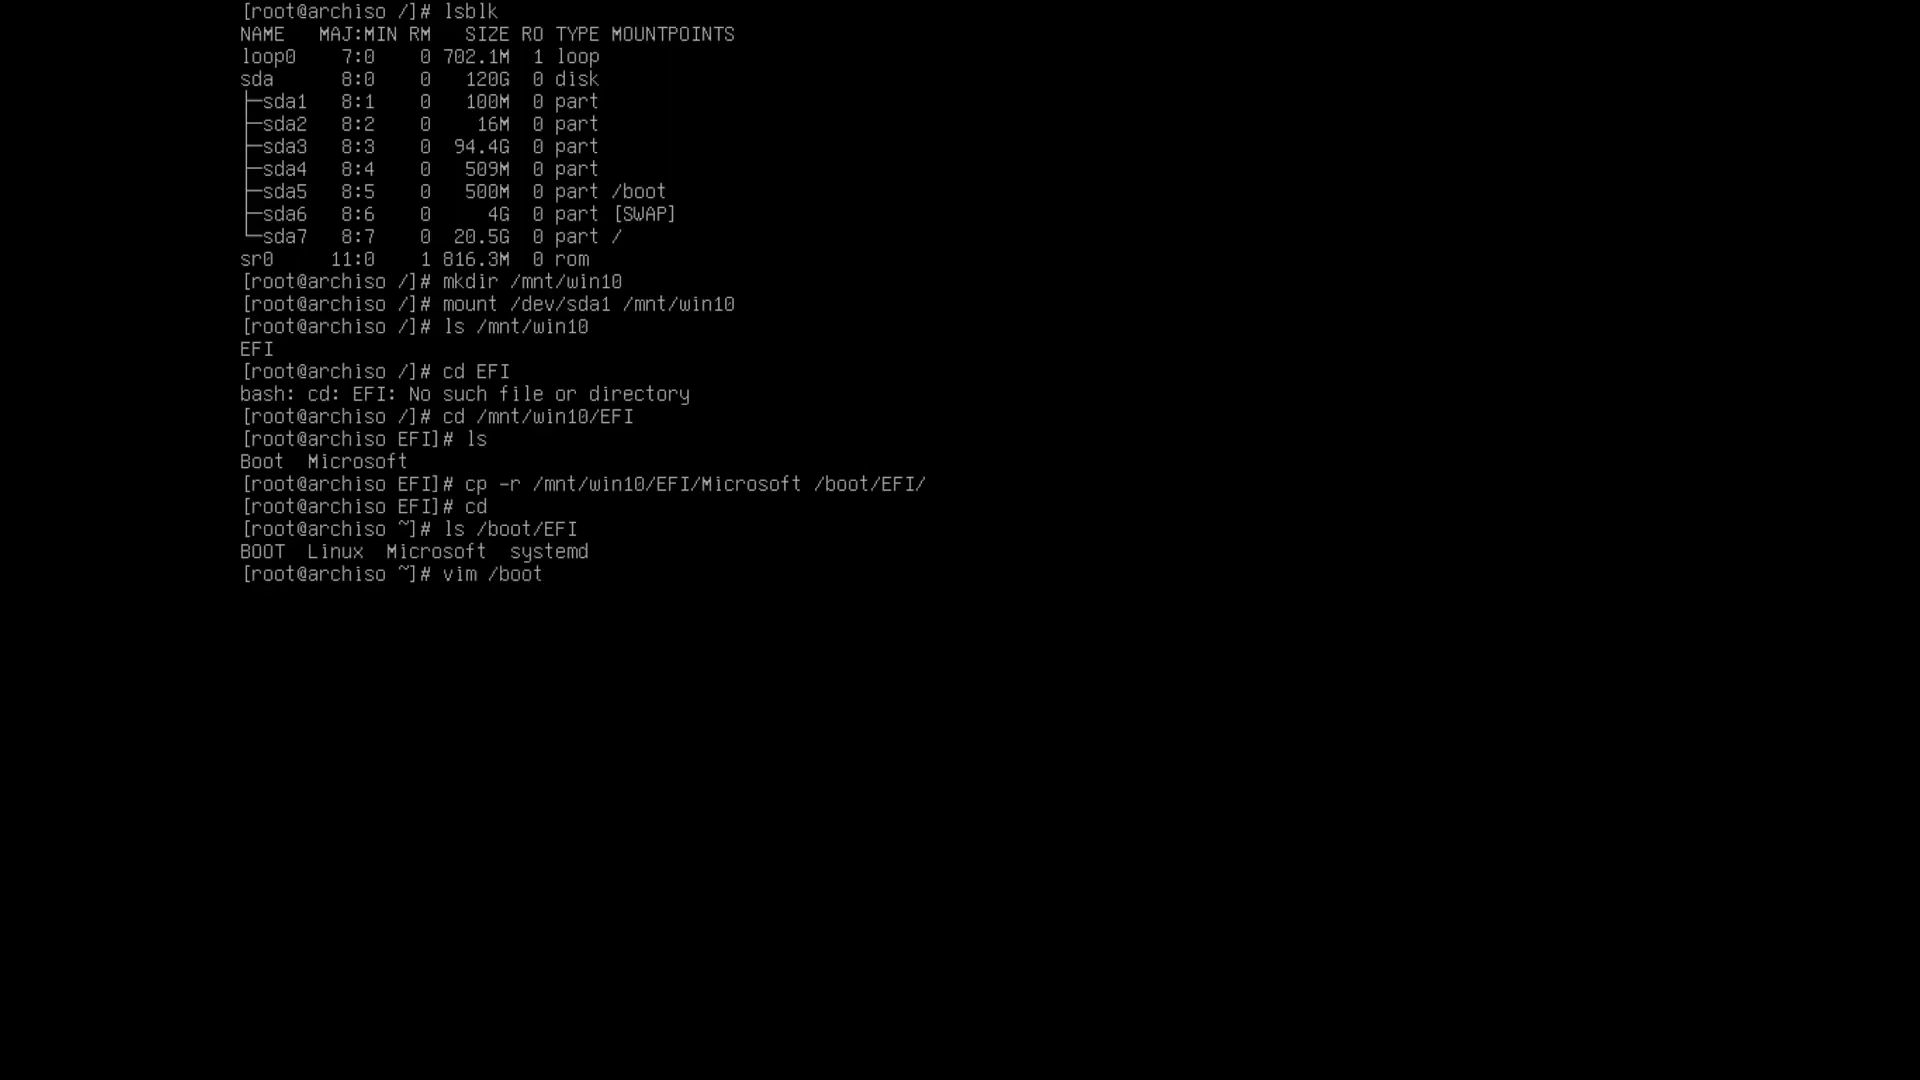 [root@archiso /]# lsblk
NAME   MAJ:MIN RM   SIZE RO TYPE MOUNTPOINTS
loop0    7:0    0 702.1M  1 loop
sda      8:0    0   120G  0 disk
├─sda1   8:1    0   100M  0 part
├─sda2   8:2    0    16M  0 part
├─sda3   8:3    0  94.4G  0 part
├─sda4   8:4    0   509M  0 part
├─sda5   8:5    0   500M  0 part /boot
├─sda6   8:6    0     4G  0 part [SWAP]
└─sda7   8:7    0  20.5G  0 part /
sr0     11:0    1 816.3M  0 rom
[root@archiso /]# mkdir /mnt/win10
[root@archiso /]# mount /dev/sda1 /mnt/win10
[root@archiso /]# ls /mnt/win10
EFI
[root@archiso /]# cd EFI
bash: cd: EFI: No such file or directory
[root@archiso /]# cd /mnt/win10/EFI
[root@archiso EFI]# ls
Boot  Microsoft
[root@archiso EFI]# cp -r /mnt/win10/EFI/Microsoft /boot/EFI/
[root@archiso EFI]# cd
[root@archiso ~]# ls /boot/EFI
BOOT  Linux  Microsoft  systemd
[root@archiso ~]# vim /boot